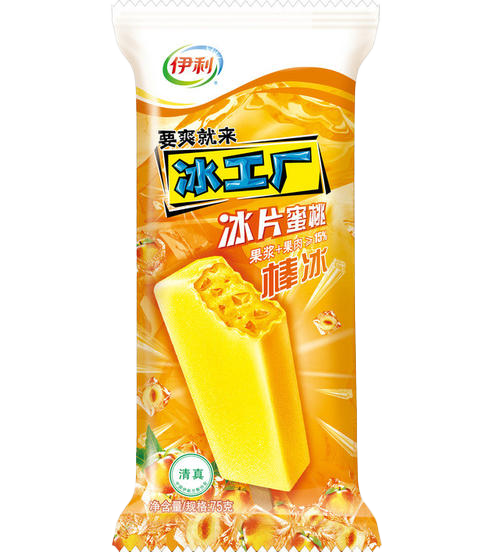 伊利
要爽就来
冰工厂
冰片蜜桃
果浆+果肉>15%
棒冰
清真
净含量/规格:75克